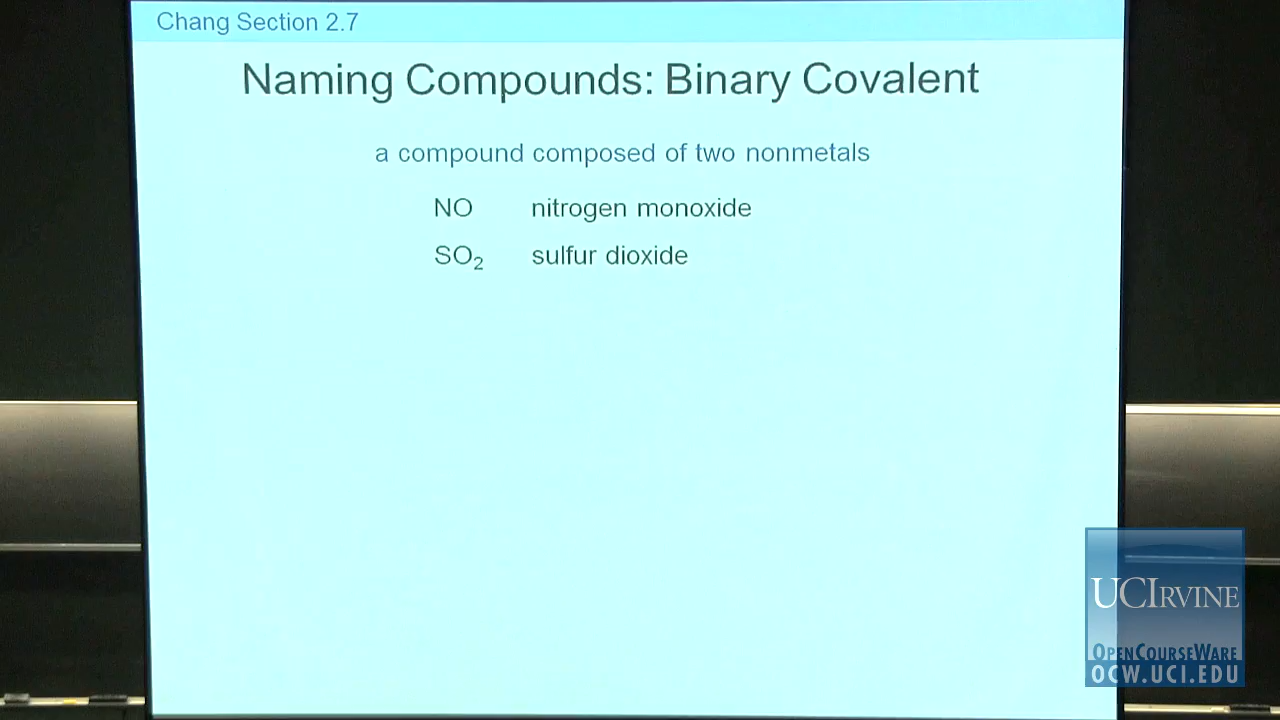 Chang Section 2.7
Naming Compounds: Binary Covalent
a compound composed of two nonmetals
NO nitrogen monoxide
SO₂ sulfur dioxide
UCIRVINE
OPENCOURSEWARE
OCW.UCI.EDU